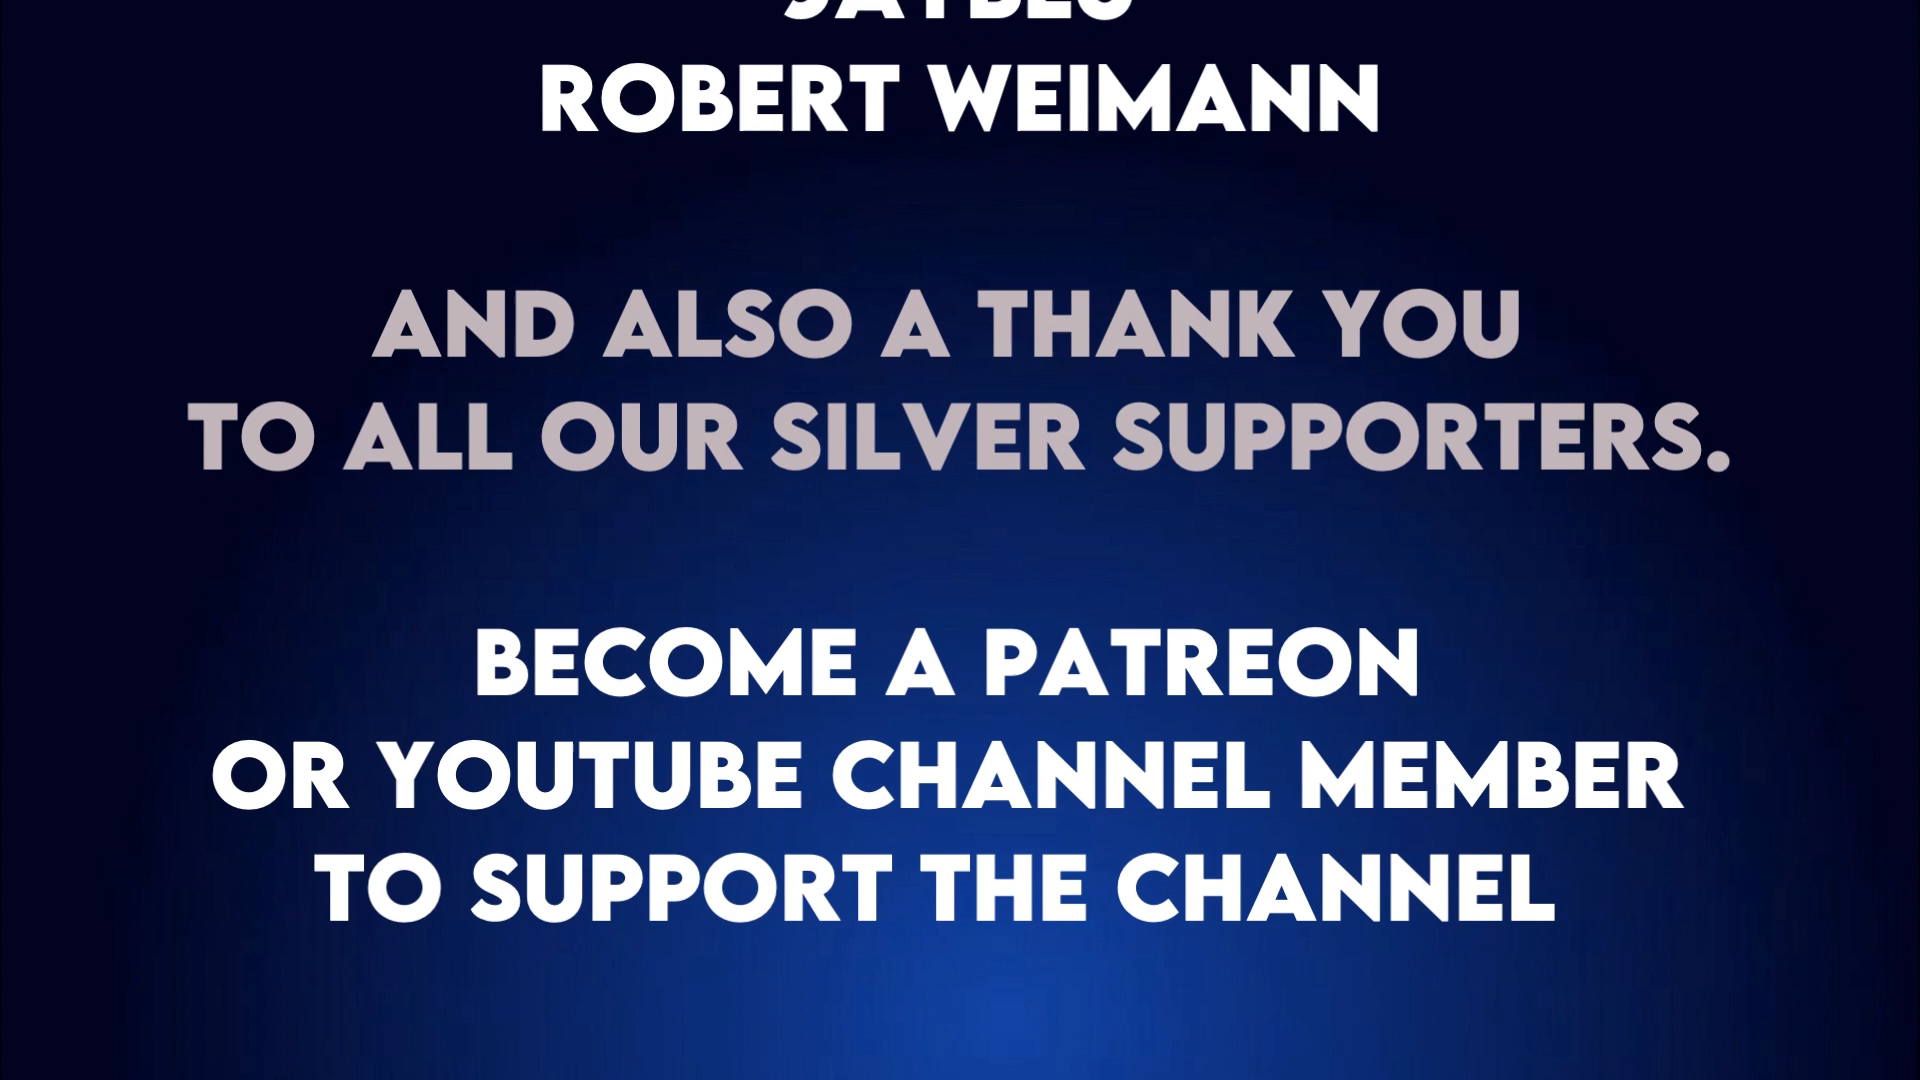 ROBERT WEIMANN
AND ALSO A THANK YOU
TO ALL OUR SILVER SUPPORTERS.
BECOME A PATREON
OR YOUTUBE CHANNEL MEMBER
TO SUPPORT THE CHANNEL